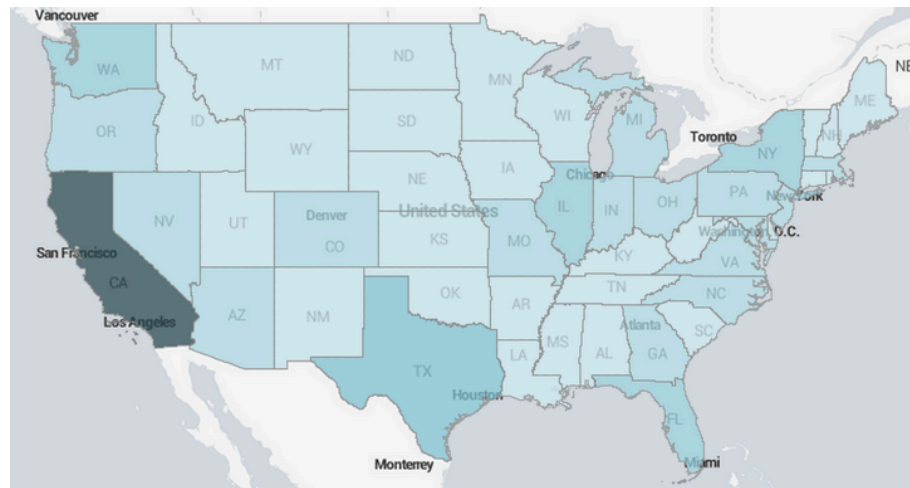 Vancouver
WA
MT
ND
MN
ME
NE
OR
ID
SD
WI
MI
Toronto
NH
WY
IA
NY
NE
Chicago
New York
NV
UT
Denver
CO
United States
KS
MO
IL
IN
OH
PA
Washington, D.C.
San Francisco
CA
Los Angeles
AZ
NM
OK
AR
KY
TN
VA
NC
SC
Atlanta
GA
AL
MS
LA
TX
Houston
FL
Miami
Monterrey